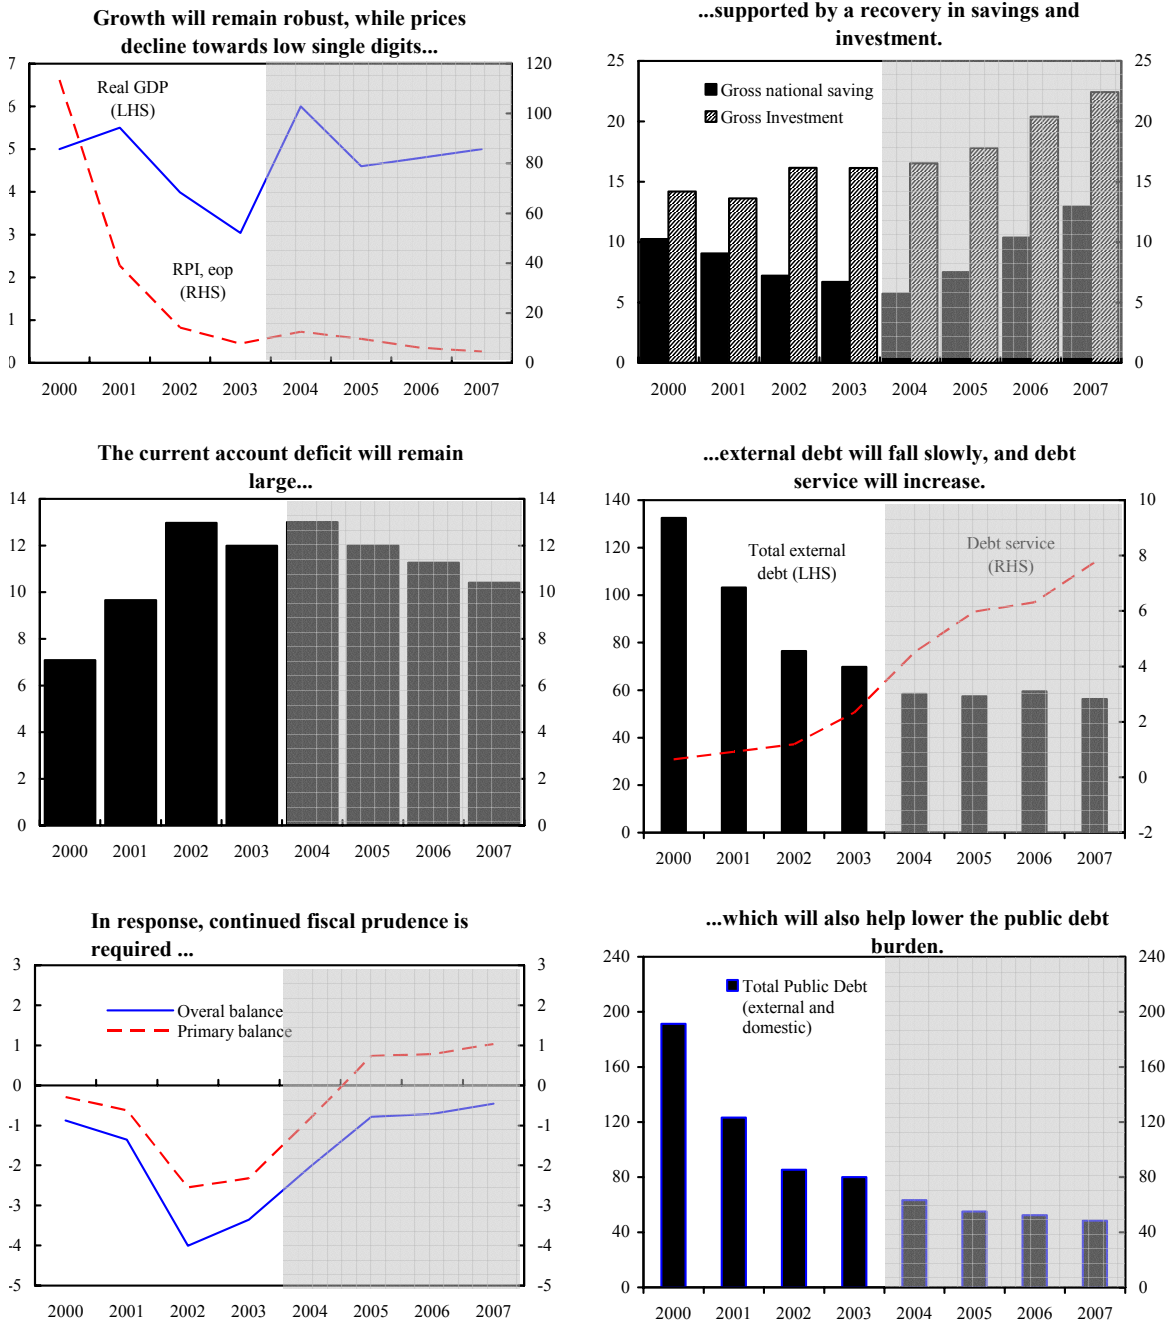 Growth will remain robust, while prices
decline towards low single digits...
7
6
5
4
3
2
1
0
120
100
80
60
40
20
0
Real GDP
(LHS)
RPI, eop
(RHS)
2000 2001 2002 2003 2004 2005 2006 2007
...supported by a recovery in savings and
investment.
25
20
15
10
5
0
25
20
15
10
5
0
Gross national saving
Gross Investment
2000 2001 2002 2003 2004 2005 2006 2007
The current account deficit will remain
large...
14
12
10
8
6
4
2
0
14
12
10
8
6
4
2
0
2000 2001 2002 2003 2004 2005 2006 2007
...external debt will fall slowly, and debt
service will increase.
140
120
100
80
60
40
20
0
10
8
6
4
2
0
-2
Total external
debt (LHS)
Debt service
(RHS)
2000 2001 2002 2003 2004 2005 2006 2007
In response, continued fiscal prudence is
required ...
3
2
1
0
-1
-2
-3
-4
-5
3
2
1
0
-1
-2
-3
-4
-5
Overal balance
Primary balance
2000 2001 2002 2003 2004 2005 2006 2007
...which will also help lower the public debt
burden.
240
200
160
120
80
40
0
240
200
160
120
80
40
0
Total Public Debt
(external and
domestic)
2000 2001 2002 2003 2004 2005 2006 2007